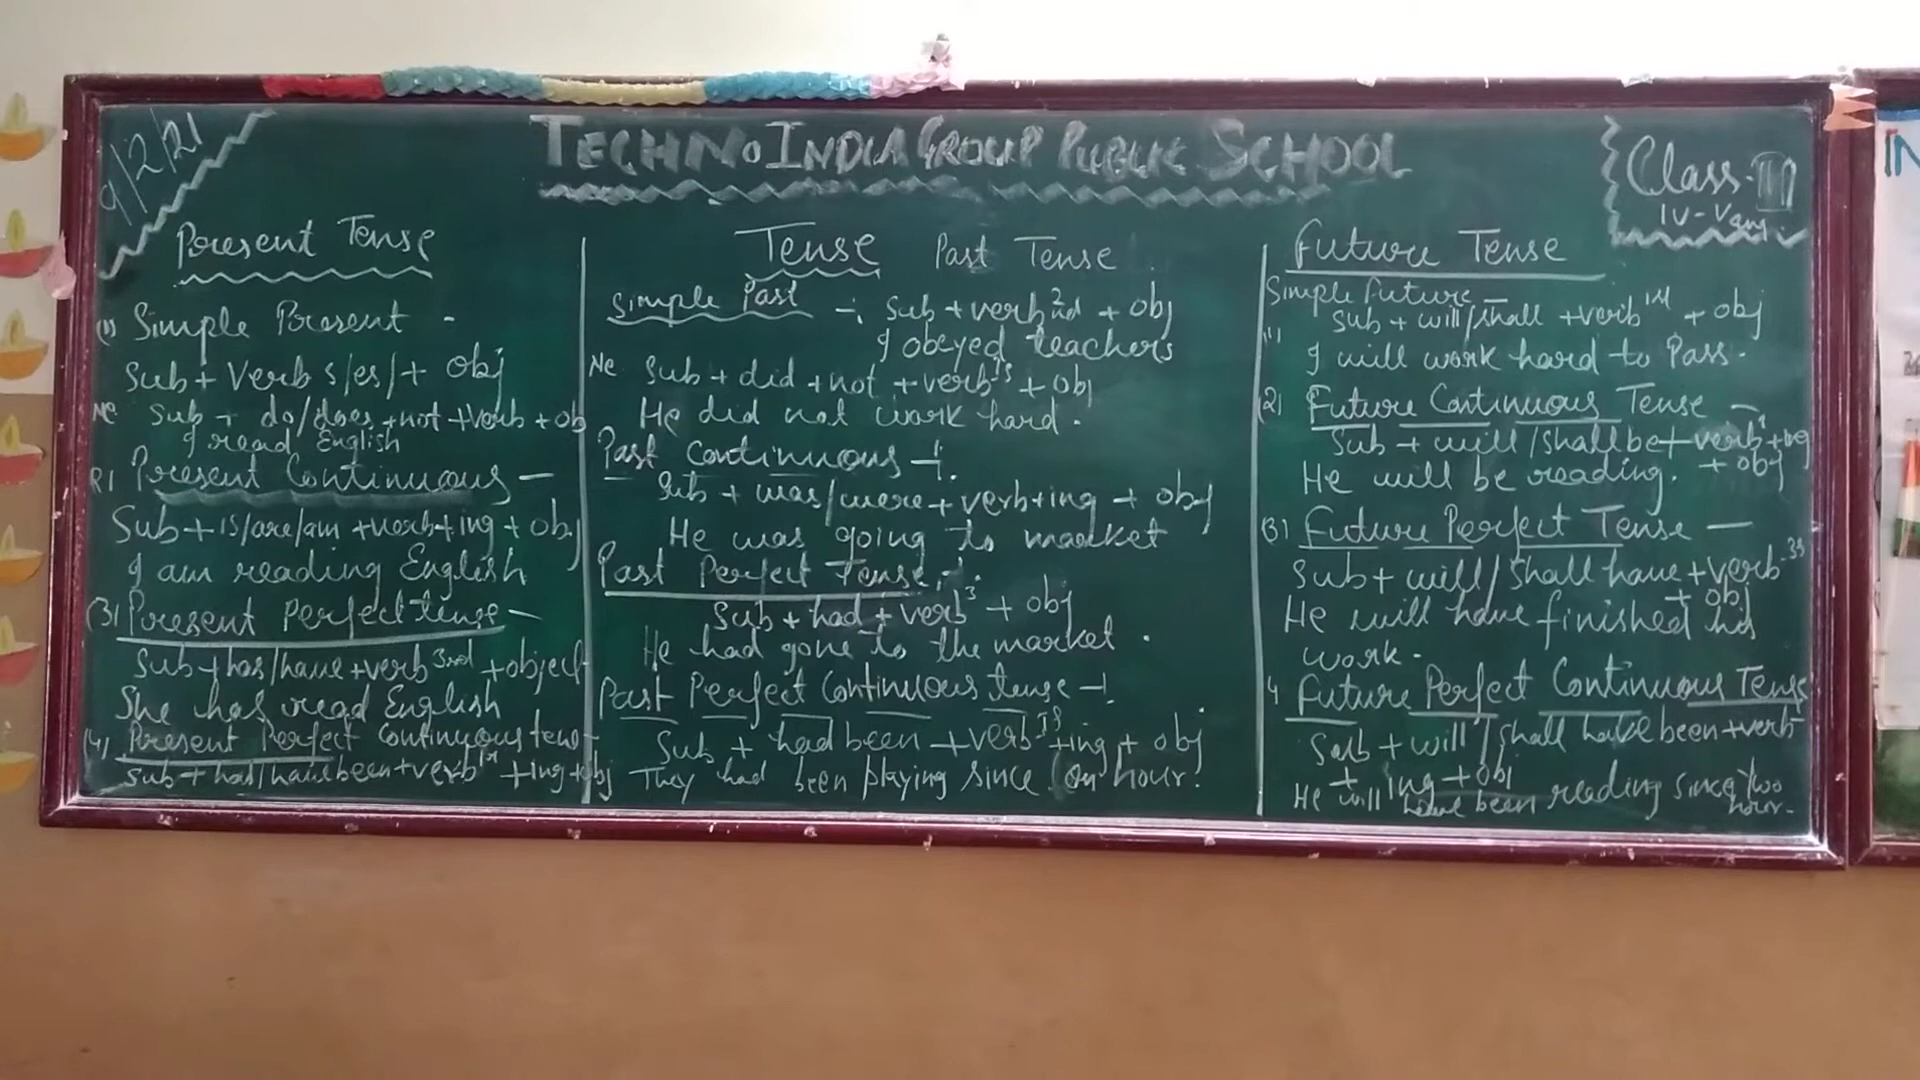 9/2/21
TECHNO INDIA GROUP PUBLIC SCHOOL
Class-III
IV-
Present Tense
(1) Simple Present -
Sub + Verb s/es/+ Obj
Ne Sub + do/does +not +Verb + ob
I read English
2) Present Continuous -
Sub + is/are/am +verb+ing + obj
I am reading English
(3) Present Perfect tense -
Sub + has/have +verb 3rd + object
She has read English
(4) Present Perfect Continuous tens-
Sub + has/have been + verb 1st + ing + obj
Tense Past Tense
Simple Past -: Sub + verb 2nd + obj
I obeyed teachers
Ne Sub + did + not + verb 1s + obj
He did not work hard.
Past Continuous -:
Sub + was/were + verb+ing + obj
He was going to market
Past Perfect Tense -:
Sub + had + verb 3 + obj
He had gone to the market.
Past Perfect Continuous tense -:
Sub + had been + verb Is +ing + obj
They had been playing since on hour.
Future Tense
Simple Future -
(1) Sub + will/shall + verb 1st + obj
I will work hard to Pass.
(2) Future Continuous Tense -
Sub + will/shall be + verb 1 + ing
+ obj
He will be reading.
(3) Future Perfect Tense -
Sub + will/shall have + verb 3s
+ obj
He will have finished his
work.
4 Future Perfect Continuous Tense
Sub + will/shall have been + verb
+ ing + obj
He will have been reading since two
hour.
IN